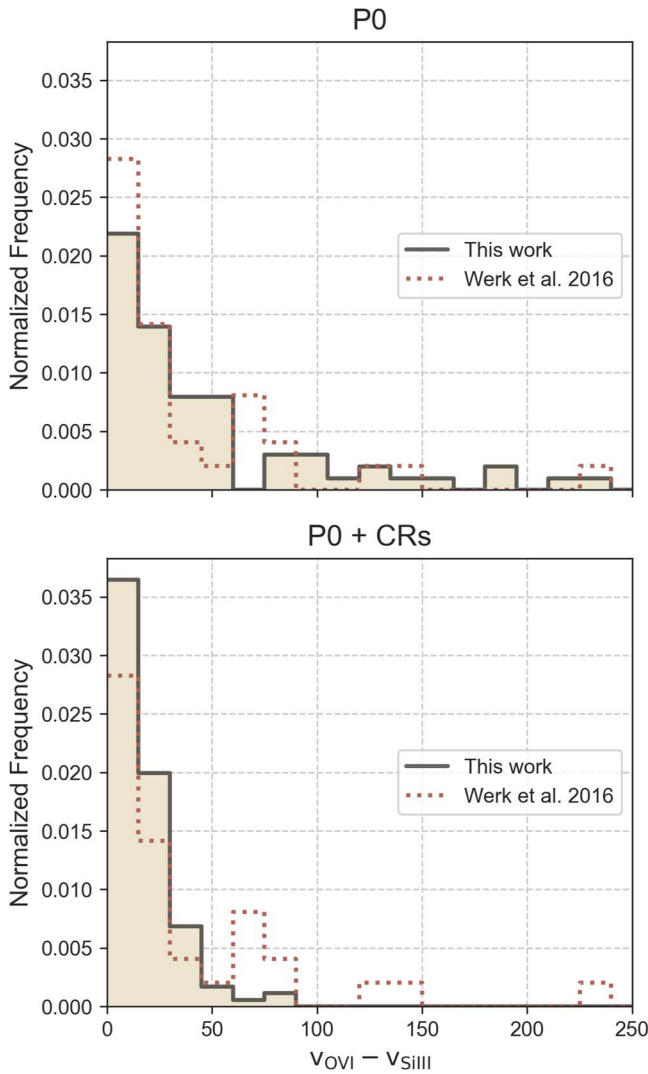 P0
Normalized Frequency
0.035
0.030
0.025
0.020
0.015
0.010
0.005
0.000
This work
Werk et al. 2016
P0 + CRs
Normalized Frequency
0.035
0.030
0.025
0.020
0.015
0.010
0.005
0.000
This work
Werk et al. 2016
0 50 100 150 200 250
vOVI − vSiIII